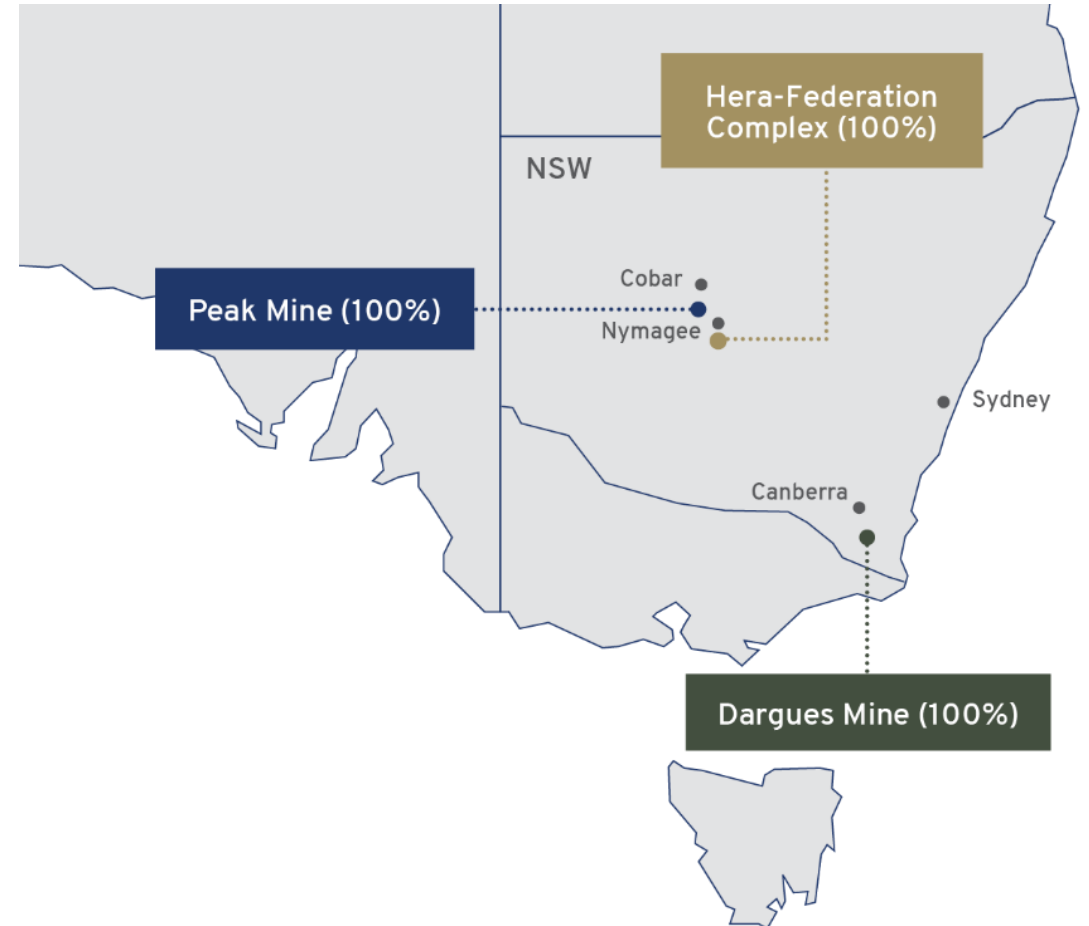 Hera-Federation
Complex (100%)
NSW
Cobar
Peak Mine (100%)
Nymagee
Sydney
Canberra
Dargues Mine (100%)